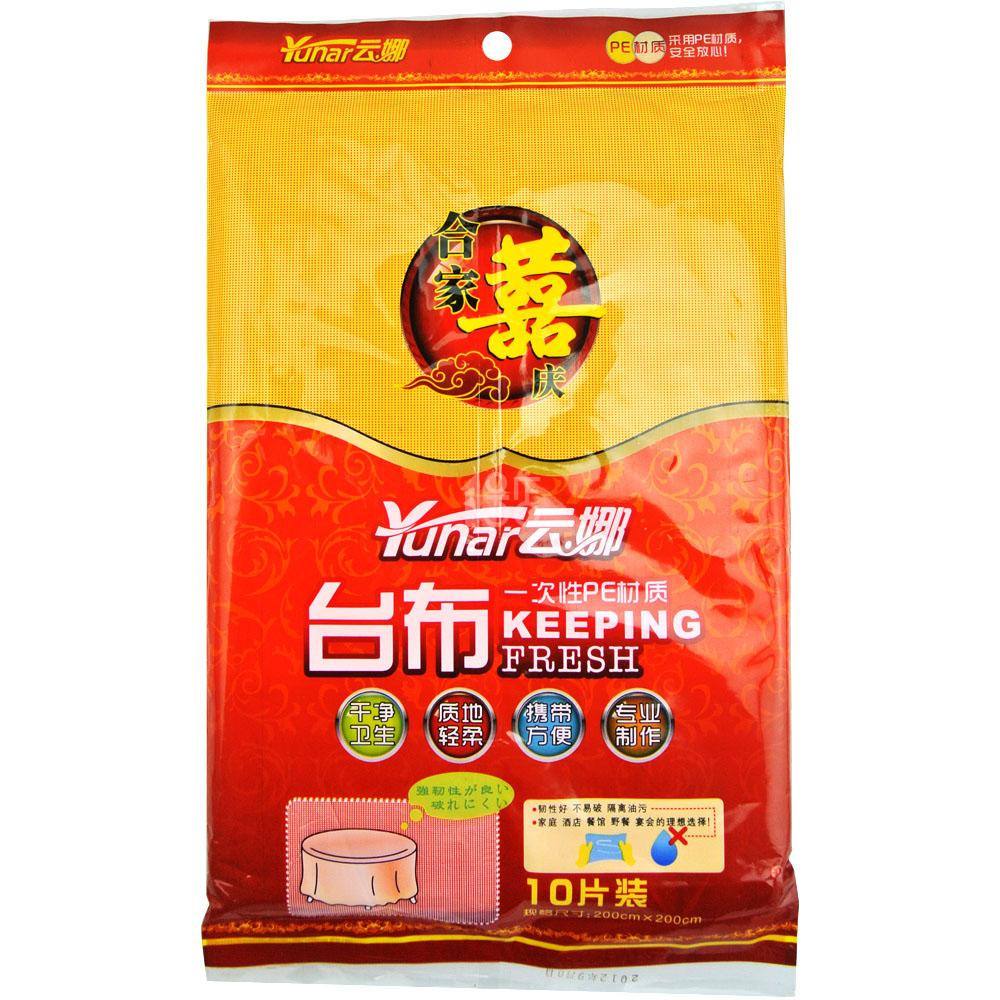 Yunar云娜
PE材质
采用PE材质,
安全放心!
合家
囍
庆
Yunar云娜
台布
一次性PE材质
KEEPING
FRESH
干净
卫生
质地
轻柔
携带
方便
专业
制作
強韌性が良い
破れにくい
•韧性好 不易破 隔离油污
•家庭 酒店 餐馆 野餐 宴会的理想选择!
10片装
规格尺寸:200cm×200cm